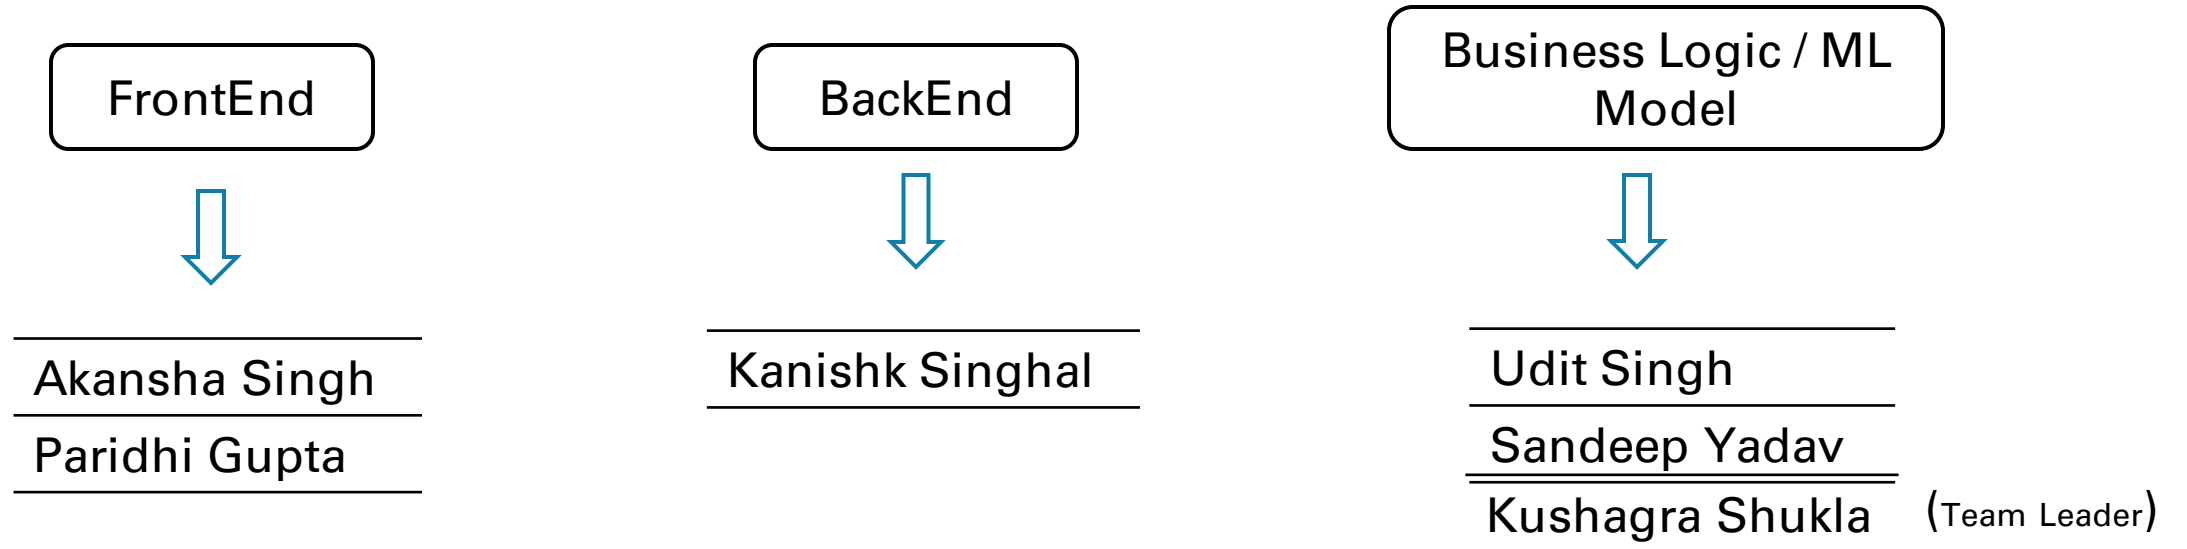 FrontEnd
Akansha Singh
Paridhi Gupta
BackEnd
Kanishk Singhal
Business Logic / ML
Model
Udit Singh
Sandeep Yadav
Kushagra Shukla (Team Leader)